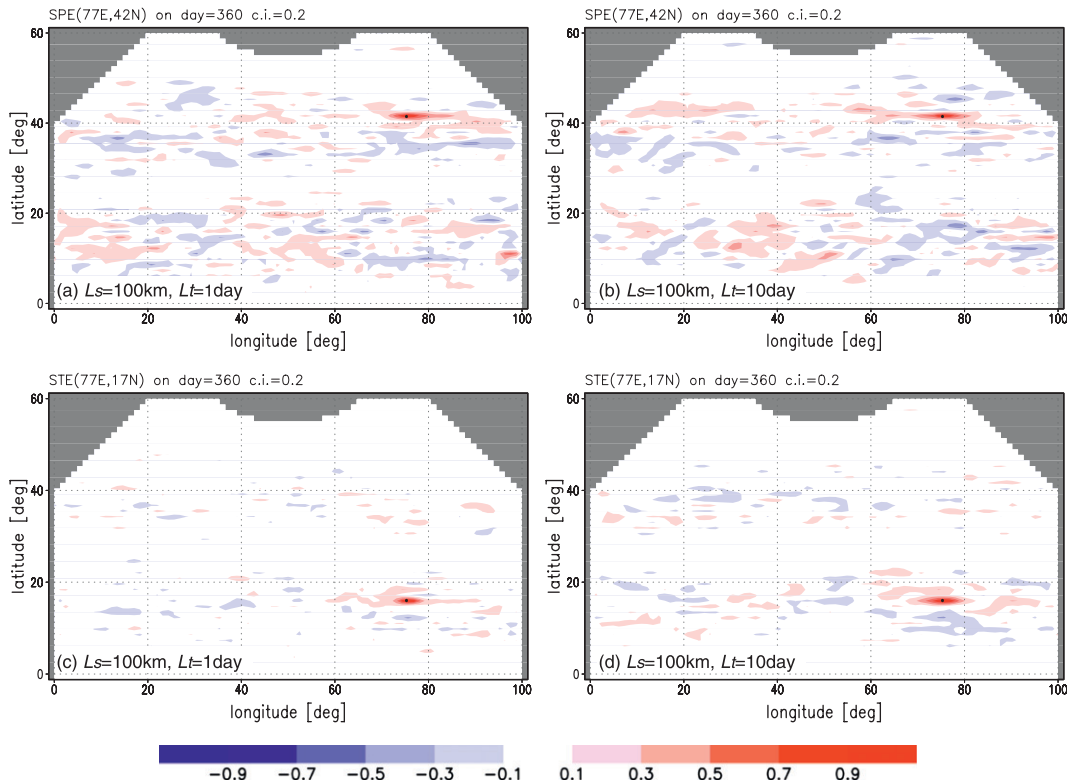 SPE(77E,42N) on day=360 c.i.=0.2
60
40
20
0
latitude [deg]
(a) Ls=100km, Lt=1day
0 20 40 60 80 100
longitude [deg]
SPE(77E,42N) on day=360 c.i.=0.2
60
40
20
0
latitude [deg]
(b) Ls=100km, Lt=10day
0 20 40 60 80 100
longitude [deg]
STE(77E,17N) on day=360 c.i.=0.2
60
40
20
0
latitude [deg]
(c) Ls=100km, Lt=1day
0 20 40 60 80 100
longitude [deg]
STE(77E,17N) on day=360 c.i.=0.2
60
40
20
0
latitude [deg]
(d) Ls=100km, Lt=10day
0 20 40 60 80 100
longitude [deg]
−0.9 −0.7 −0.5 −0.3 −0.1 0.1 0.3 0.5 0.7 0.9